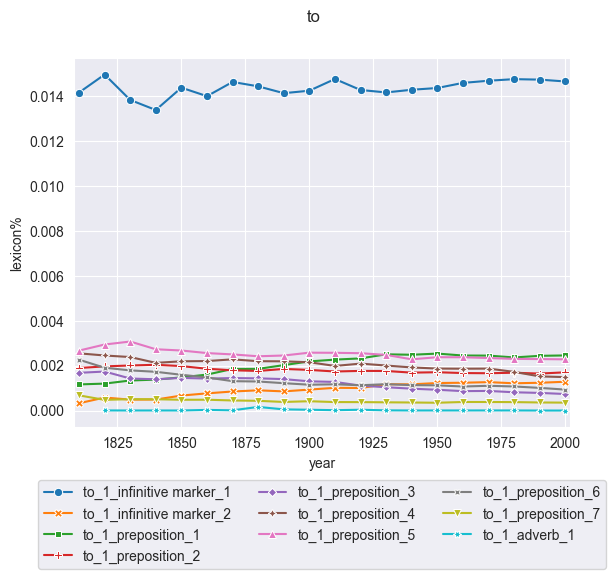 to
0.014
0.012
0.010
0.008
0.006
0.004
0.002
0.000
lexicon%
1825 1850 1875 1900 1925 1950 1975 2000
year
to_1_infinitive marker_1 to_1_preposition_3 to_1_preposition_6
to_1_infinitive marker_2 to_1_preposition_4 to_1_preposition_7
to_1_preposition_1 to_1_preposition_5 to_1_adverb_1
to_1_preposition_2